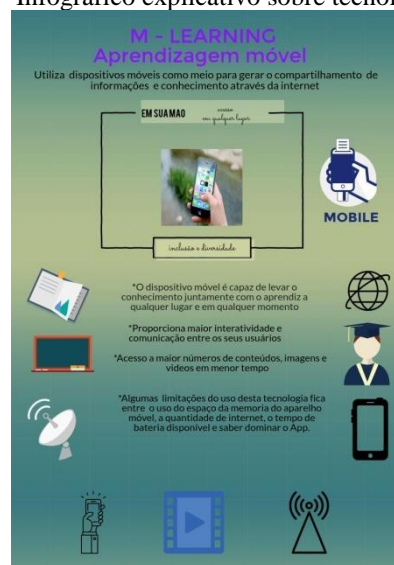 Infográfico explicativo sobre tecnol
M - LEARNING
Aprendizagem móvel
Utiliza dispositivos móveis como meio para gerar o compartilhamento de
informações e conhecimento através da internet
EM SUA MAO
acesso
em qualquer lugar
inclusão e diversidade
MOBILE
*O dispositivo móvel é capaz de levar o
conhecimento juntamente com o aprendiz a
qualquer lugar e em qualquer momento
*Proporciona maior interatividade e
comunicação entre os seus usuários
*Acesso a maior números de conteúdos, imagens e
videos em menor tempo
*Algumas limitações do uso desta tecnologia fica
entre o uso do espaço da memoria do aparelho
móvel, a quantidade de internet, o tempo de
bateria disponível e saber dominar o App.